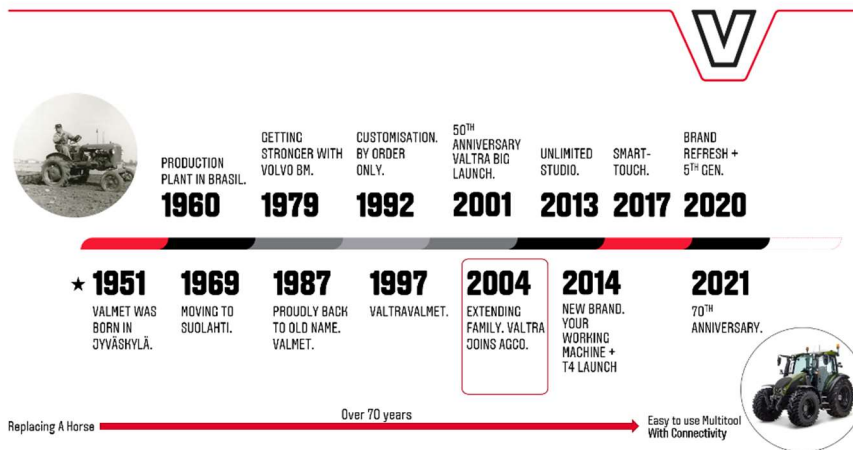 V
PRODUCTION
PLANT IN BRASIL.
1960
GETTING
STRONGER WITH
VOLVO BM.
1979
CUSTOMISATION.
BY ORDER
ONLY.
1992
50TH
ANNIVERSARY
VALTRA BIG
LAUNCH.
2001
UNLIMITED
STUDIO.
2013
SMART-
TOUCH.
2017
BRAND
REFRESH +
5TH GEN.
2020
★ 1951
VALMET WAS
BORN IN
JYVÄSKYLÄ.
1969
MOVING TO
SUOLAHTI.
1987
PROUDLY BACK
TO OLD NAME.
VALMET.
1997
VALTRAVALMET.
2004
EXTENDING
FAMILY. VALTRA
JOINS AGCO.
2014
NEW BRAND.
YOUR
WORKING
MACHINE +
T4 LAUNCH
2021
70TH
ANNIVERSARY.
Replacing A Horse
Over 70 years
Easy to use Multitool
With Connectivity